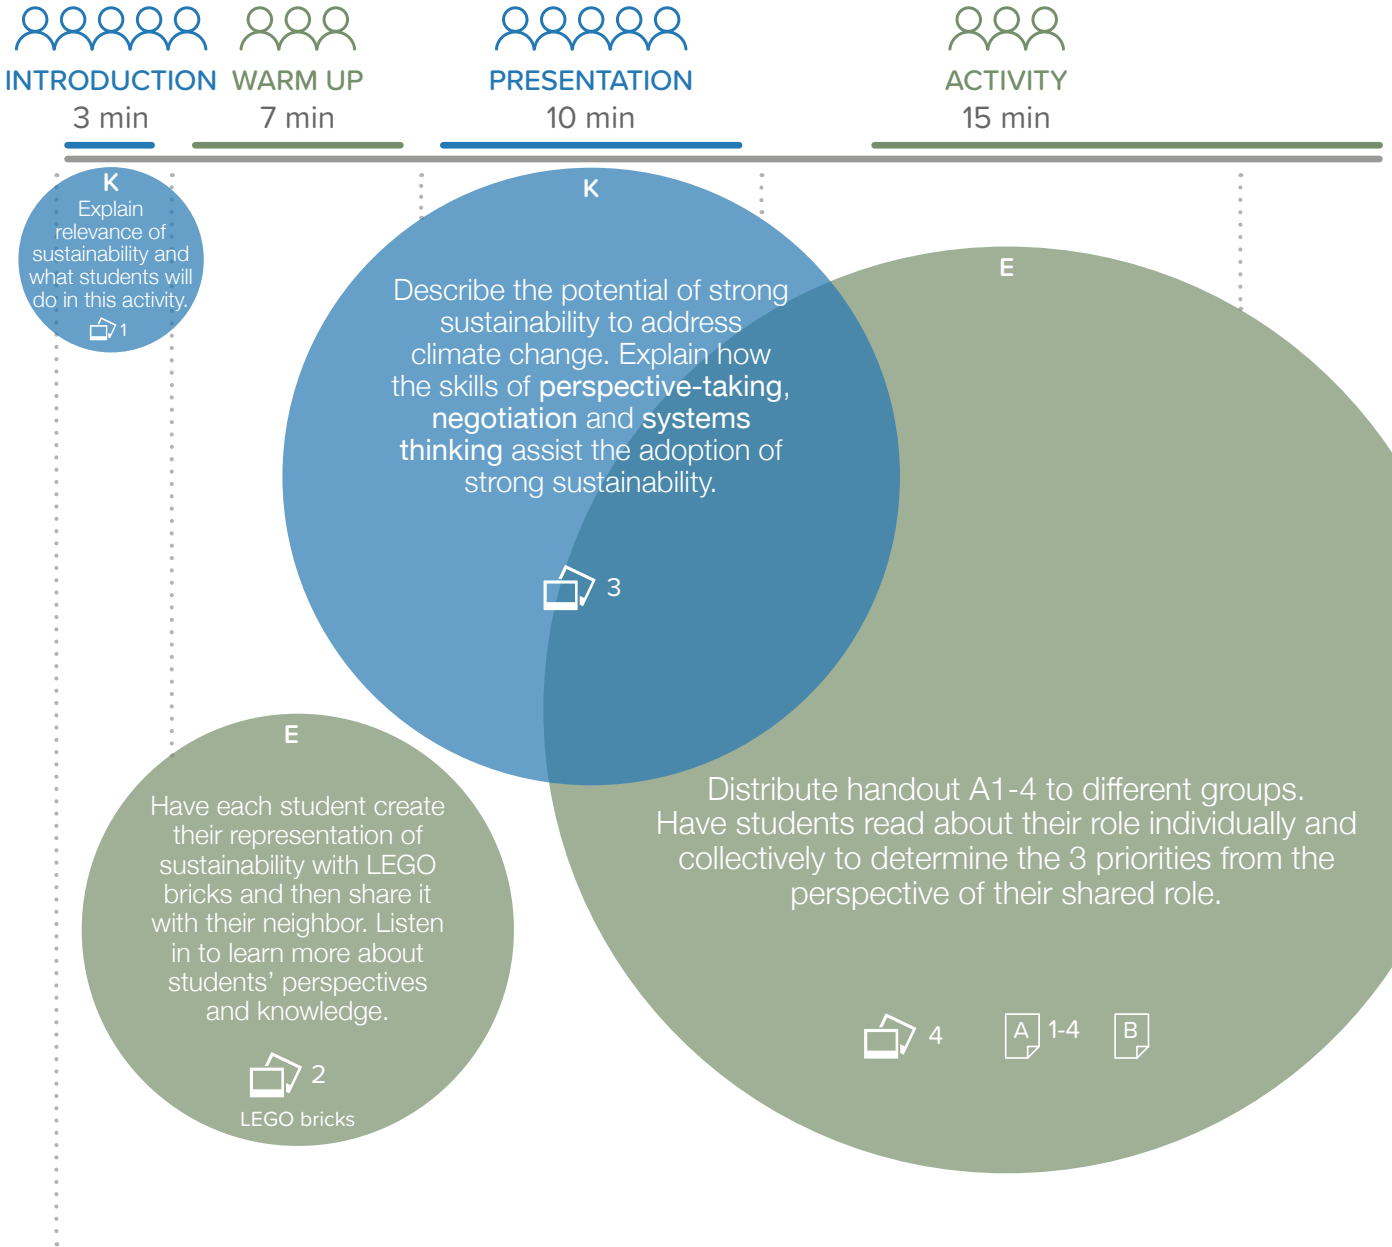 INTRODUCTION
3 min
WARM UP
7 min
PRESENTATION
10 min
ACTIVITY
15 min
K
Explain
relevance of
sustainability and
what students will
do in this activity.
1
E
Have each student create
their representation of
sustainability with LEGO
bricks and then share it
with their neighbor. Listen
in to learn more about
students’ perspectives
and knowledge.
2
LEGO bricks
K
Describe the potential of strong
sustainability to address
climate change. Explain how
the skills of perspective-taking,
negotiation and systems
thinking assist the adoption of
strong sustainability.
3
E
Distribute handout A1-4 to different groups.
Have students read about their role individually and
collectively to determine the 3 priorities from the
perspective of their shared role.
4 A 1-4 B